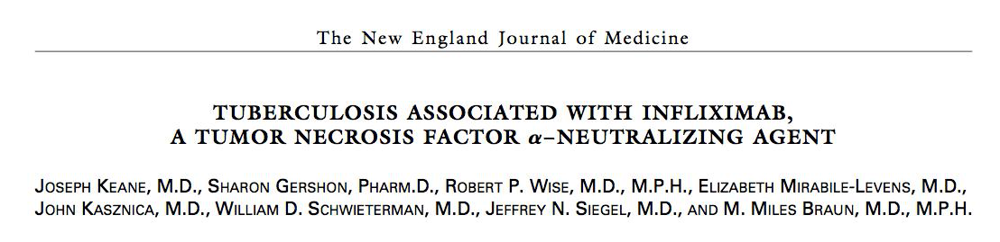 The New England Journal of Medicine
TUBERCULOSIS ASSOCIATED WITH INFLIXIMAB,
A TUMOR NECROSIS FACTOR α–NEUTRALIZING AGENT
JOSEPH KEANE, M.D., SHARON GERSHON, PHARM.D., ROBERT P. WISE, M.D., M.P.H., ELIZABETH MIRABILE-LEVENS, M.D.,
JOHN KASZNICA, M.D., WILLIAM D. SCHWIETERMAN, M.D., JEFFREY N. SIEGEL, M.D., AND M. MILES BRAUN, M.D., M.P.H.